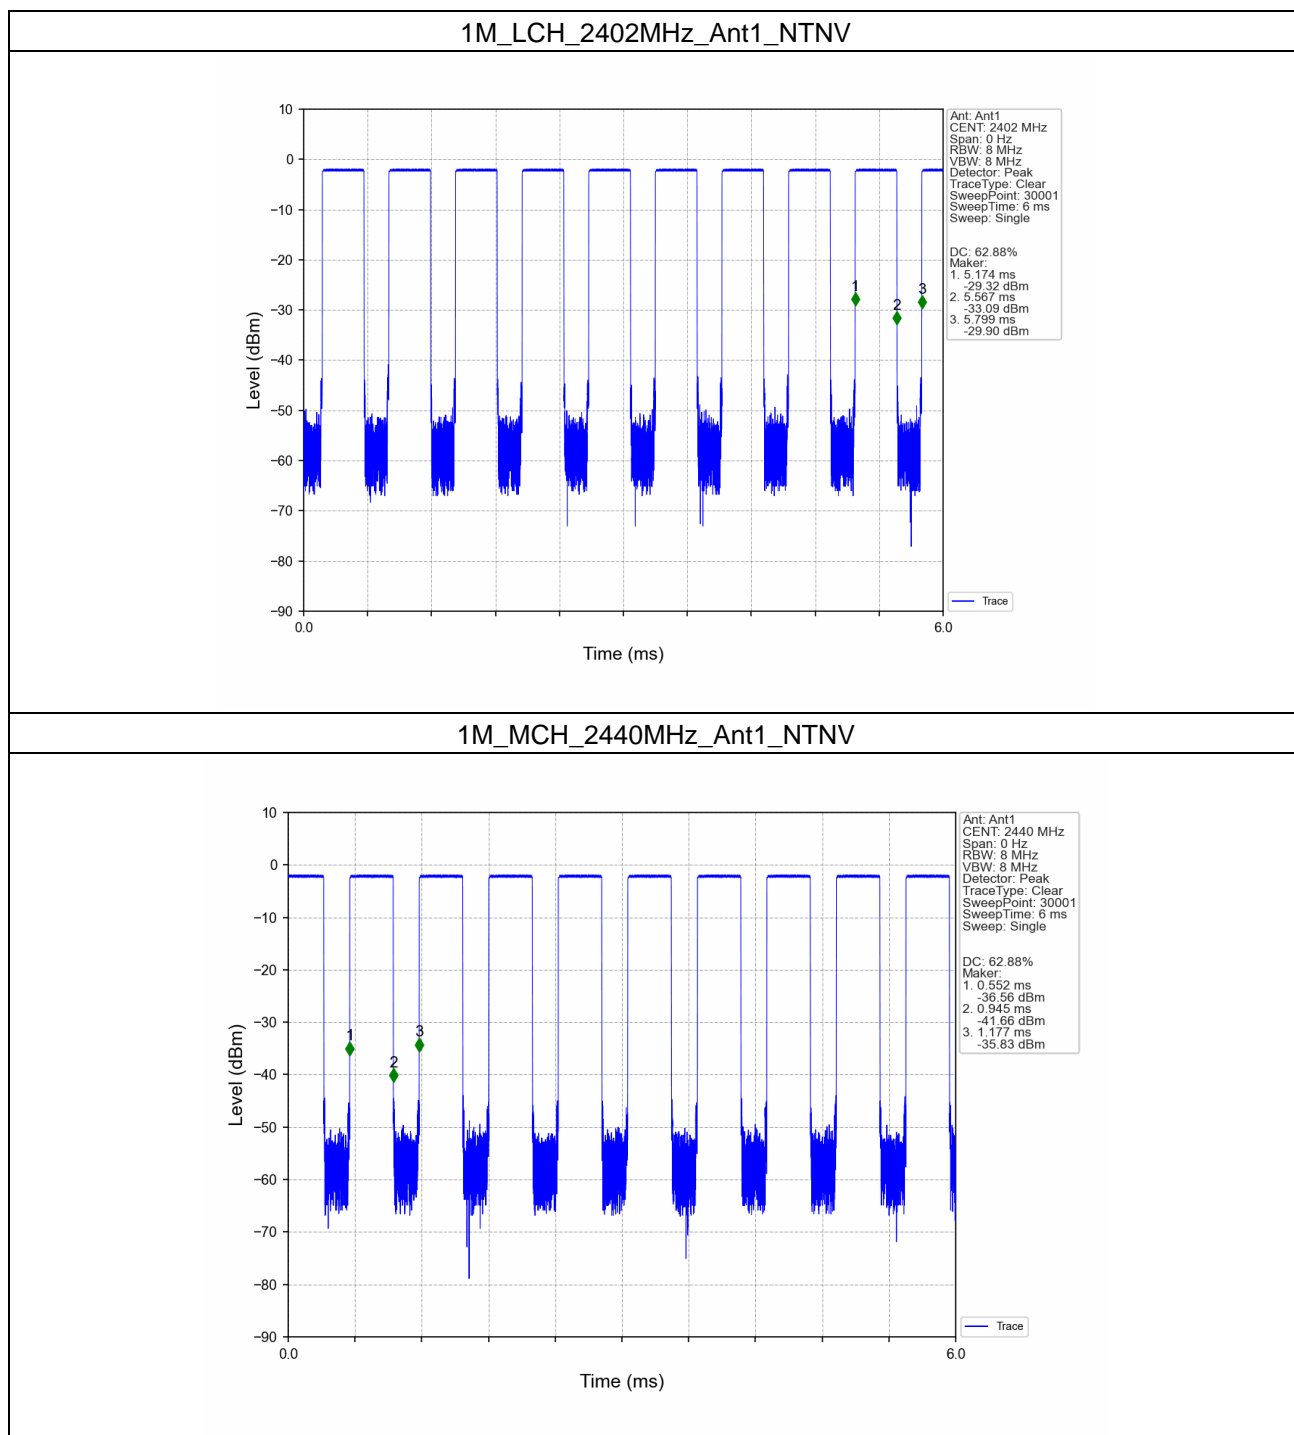 1M_LCH_2402MHz_Ant1_NTNV
10
0
−10
−20
−30
−40
−50
−60
−70
−80
−90
Level (dBm)
0.0
6.0
Time (ms)
1
2
3
Ant: Ant1
CENT: 2402 MHz
Span: 0 Hz
RBW: 8 MHz
VBW: 8 MHz
Detector: Peak
TraceType: Clear
SweepPoint: 30001
SweepTime: 6 ms
Sweep: Single
DC: 62.88%
Maker:
1. 5.174 ms
-29.32 dBm
2. 5.567 ms
-33.09 dBm
3. 5.799 ms
-29.90 dBm
Trace
1M_MCH_2440MHz_Ant1_NTNV
10
0
−10
−20
−30
−40
−50
−60
−70
−80
−90
Level (dBm)
0.0
6.0
Time (ms)
1
2
3
Ant: Ant1
CENT: 2440 MHz
Span: 0 Hz
RBW: 8 MHz
VBW: 8 MHz
Detector: Peak
TraceType: Clear
SweepPoint: 30001
SweepTime: 6 ms
Sweep: Single
DC: 62.88%
Maker:
1. 0.552 ms
-36.56 dBm
2. 0.945 ms
-41.66 dBm
3. 1.177 ms
-35.83 dBm
Trace